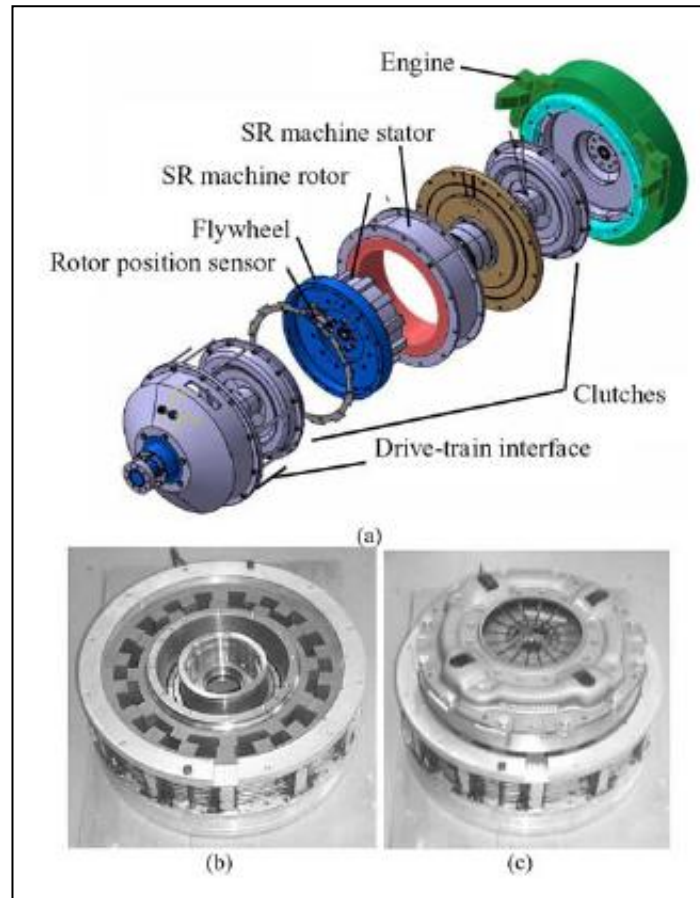 Engine
SR machine stator
SR machine rotor
Flywheel
Rotor position sensor
Clutches
Drive-train interface
(a)
(b)
(c)